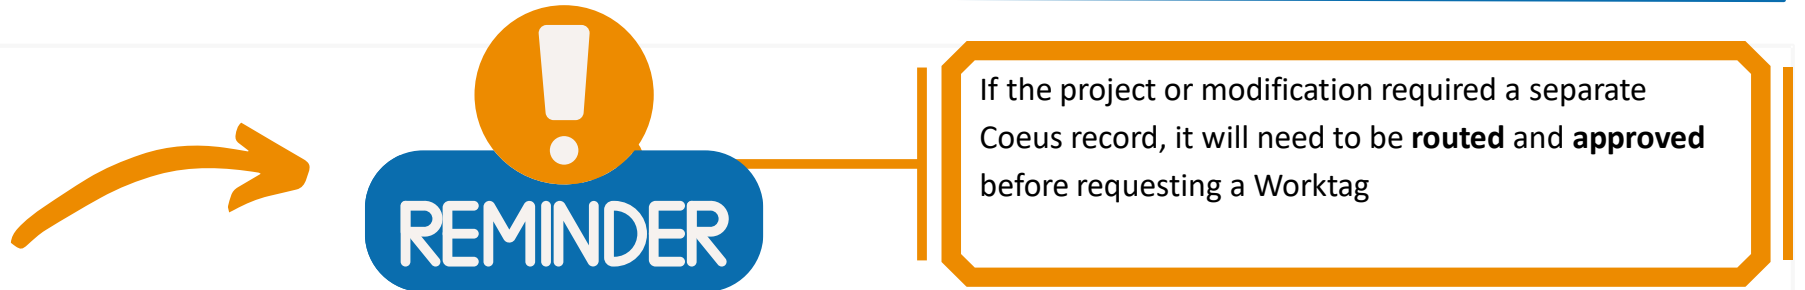 REMINDER
If the project or modification required a separate
Coeus record, it will need to be routed and approved
before requesting a Worktag